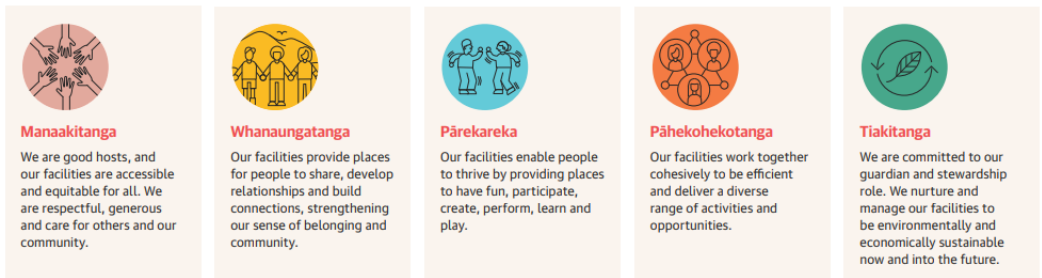 Manaakitanga
We are good hosts, and
our facilities are accessible
and equitable for all. We
are respectful, generous
and care for others and our
community.
Whanaungatanga
Our facilities provide places
for people to share, develop
relationships and build
connections, strengthening
our sense of belonging and
community.
Pārekareka
Our facilities enable people
to thrive by providing places
to have fun, participate,
create, perform, learn and
play.
Pāhekohekotanga
Our facilities work together
cohesively to be efficient
and deliver a diverse
range of activities and
opportunities.
Tiakitanga
We are committed to our
guardian and stewardship
role. We nurture and
manage our facilities to
be environmentally and
economically sustainable
now and into the future.